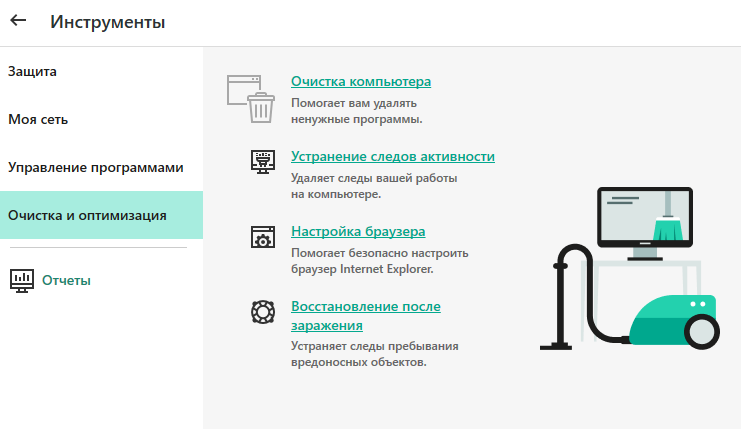 Инструменты
Защита
Моя сеть
Управление программами
Очистка и оптимизация
Отчеты
Очистка компьютера
Помогает вам удалять
ненужные программы.
Устранение следов активности
Удаляет следы вашей работы
на компьютере.
Настройка браузера
Помогает безопасно настроить
браузер Internet Explorer.
Восстановление после
заражения
Устраняет следы пребывания
вредоносных объектов.